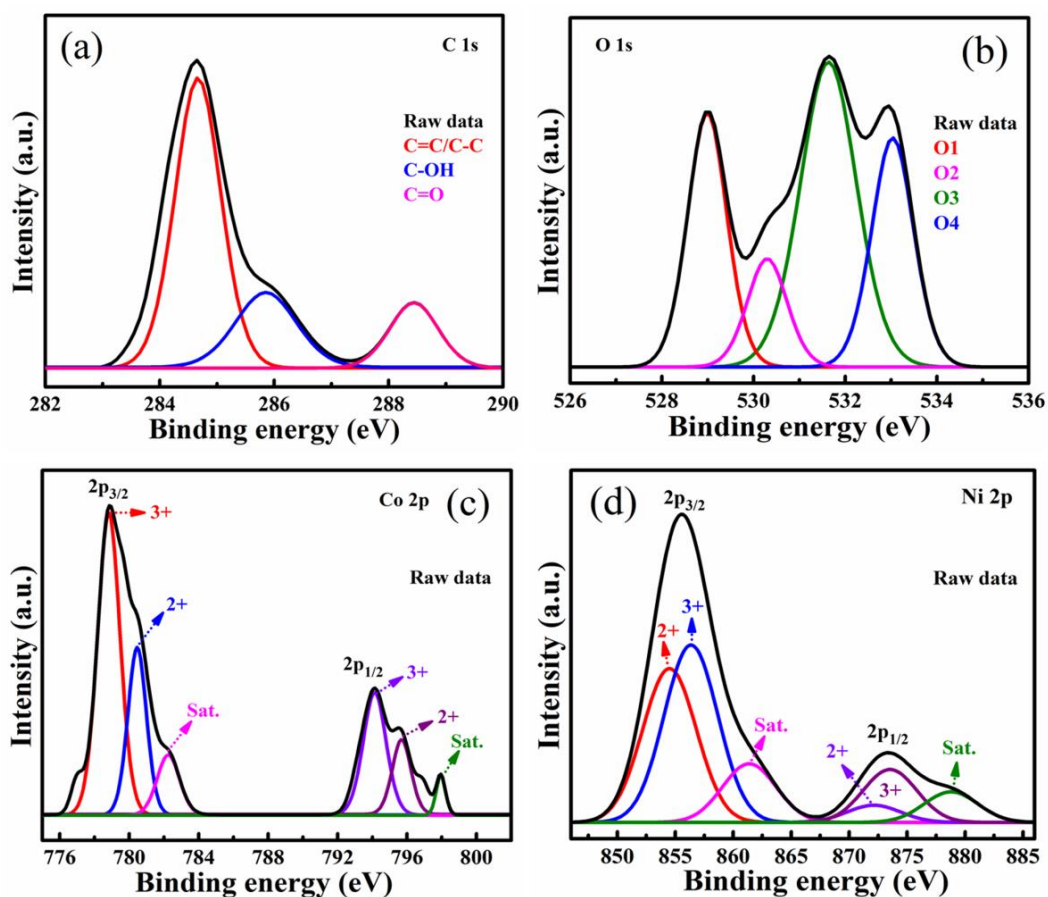 (a)
C 1s
Raw data
C=C/C-C
C-OH
C=O
Intensity (a.u.)
282 284 286 288 290
Binding energy (eV)
O 1s
(b)
Raw data
O1
O2
O3
O4
Intensity (a.u.)
526 528 530 532 534 536
Binding energy (eV)
2p3/2
Co 2p
(c)
3+
Raw data
2+
2p1/2
3+
Sat.
2+
Sat.
Intensity (a.u.)
776 780 784 788 792 796 800
Binding energy (eV)
(d)
2p3/2
Ni 2p
Raw data
3+
2+
Sat.
2p1/2
2+
Sat.
3+
Intensity (a.u.)
850 855 860 865 870 875 880 885
Binding energy (eV)